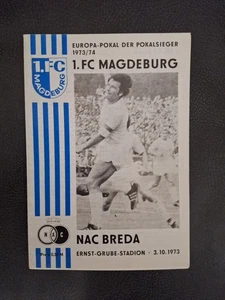 EUROPA-POKAL DER POKALSIEGER
1973/74
1.FC
MAGDEBURG
1.FC MAGDEBURG
NAC
NAC BREDA
ERNST-GRUBE-STADION - 3.10.1973